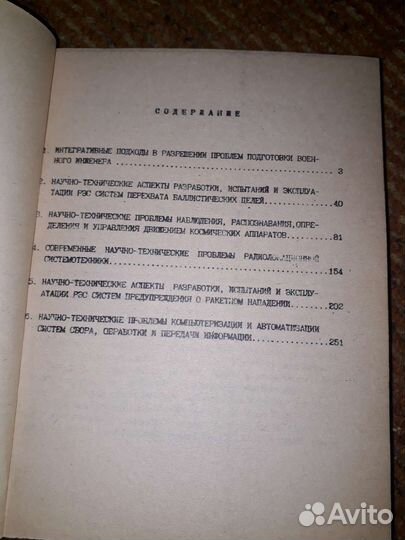 СОДЕРЖАНИЕ
1. ИНТЕГРАТИВНЫЕ ПОДХОДЫ В РАЗРЕШЕНИИ ПРОБЛЕМ ПОДГОТОВКИ ВОЕН-
НОГО ИНЖЕНЕРА .......................................... 3
2. НАУЧНО-ТЕХНИЧЕСКИЕ АСПЕКТЫ РАЗРАБОТКИ, ИСПЫТАНИЙ И ЭКСПЛУА-
ТАЦИИ РЭС СИСТЕМ ПЕРЕХВАТА БАЛЛИСТИЧЕСКИХ ЦЕЛЕЙ......... 40
3. НАУЧНО-ТЕХНИЧЕСКИЕ ПРОБЛЕМЫ НАБЛЮДЕНИЯ, РАСПОЗНАВАНИЯ,ОПРЕ-
ДЕЛЕНИЯ И УПРАВЛЕНИЯ ДВИЖЕНИЕМ КОСМИЧЕСКИХ АППАРАТОВ.... 81
4. СОВРЕМЕННЫЕ НАУЧНО-ТЕХНИЧЕСКИЕ ПРОБЛЕМЫ РАДИОЛОКАЦИОННОЙ
СИСТЕМОТЕХНИКИ.......................................... 154
5. НАУЧНО-ТЕХНИЧЕСКИЕ АСПЕКТЫ РАЗРАБОТКИ, ИСПЫТАНИЙ И ЭКСПЛУ-
АТАЦИИ РЭС СИСТЕМ ПРЕДУПРЕЖДЕНИЯ О РАКЕТНОМ НАПАДЕНИИ... 202
6. НАУЧНО-ТЕХНИЧЕСКИЕ ПРОБЛЕМЫ КОМПЬЮТЕРИЗАЦИИ И АВТОМАТИЗАЦИИ
СИСТЕМ СБОРА, ОБРАБОТКИ И ПЕРЕДАЧИ ИНФОРМАЦИИ...........251
Avito